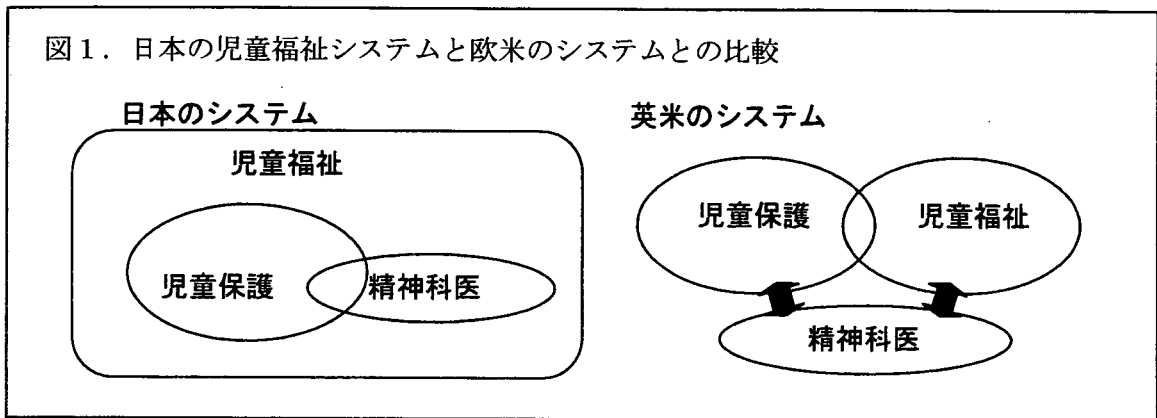 図1．日本の児童福祉システムと欧米のシステムとの比較
日本のシステム
児童福祉
児童保護
精神科医
英米のシステム
児童保護
児童福祉
精神科医